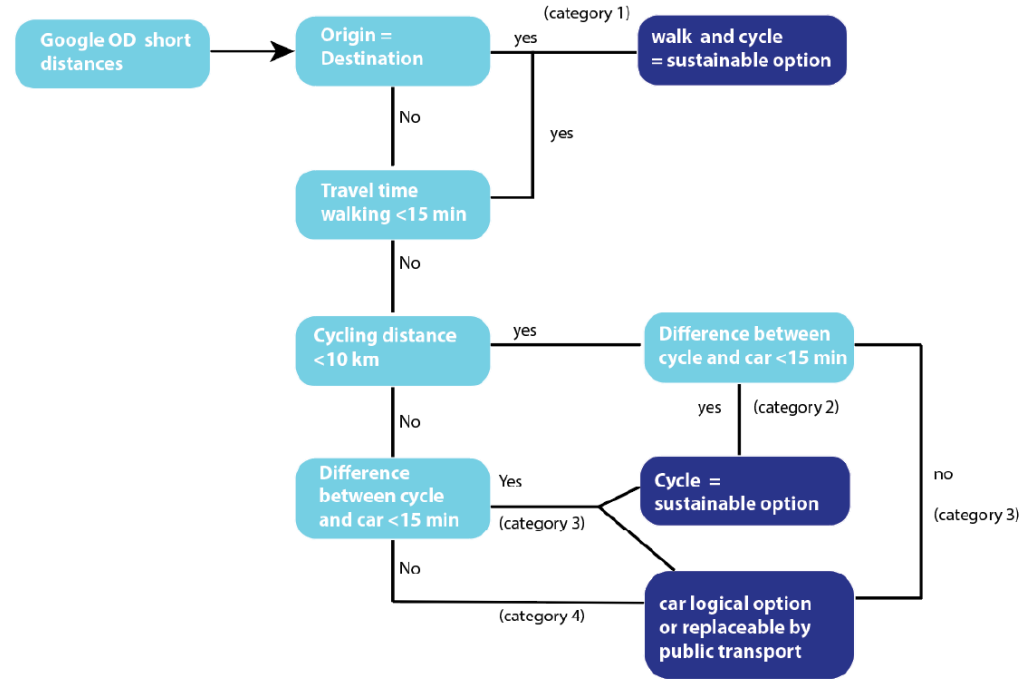 Google OD short
distances
Origin =
Destination
yes
(category 1)
walk and cycle
= sustainable option
No
yes
Travel time
walking <15 min
No
Cycling distance
<10 km
yes
Difference between
cycle and car <15 min
No
yes
(category 2)
no
(category 3)
Difference
between cycle
and car <15 min
Yes
(category 3)
Cycle =
sustainable option
No
(category 4)
car logical option
or replaceable by
public transport